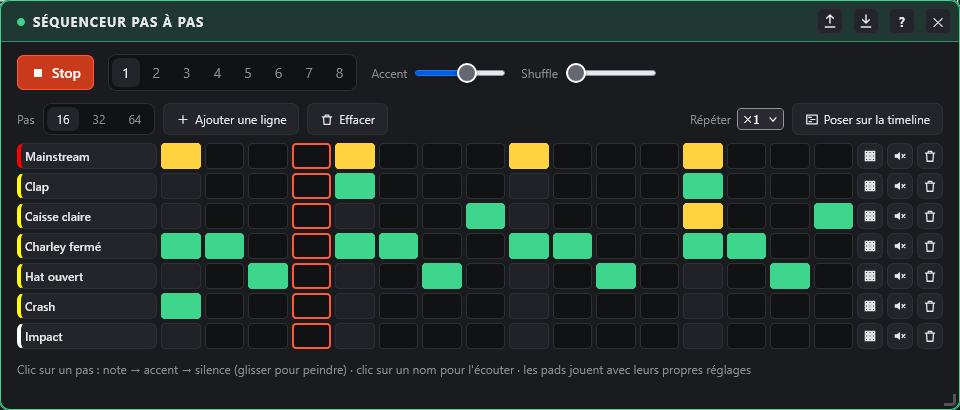 SÉQUENCEUR PAS À PAS ?
Stop 1 2 3 4 5 6 7 8 Accent Shuffle
Pas 16 32 64 Ajouter une ligne Effacer Répéter ×1 Poser sur la timeline
Mainstream
Clap
Caisse claire
Charley fermé
Hat ouvert
Crash
Impact
Clic sur un pas : note → accent → silence (glisser pour peindre) · clic sur un nom pour l'écouter · les pads jouent avec leurs propres réglages